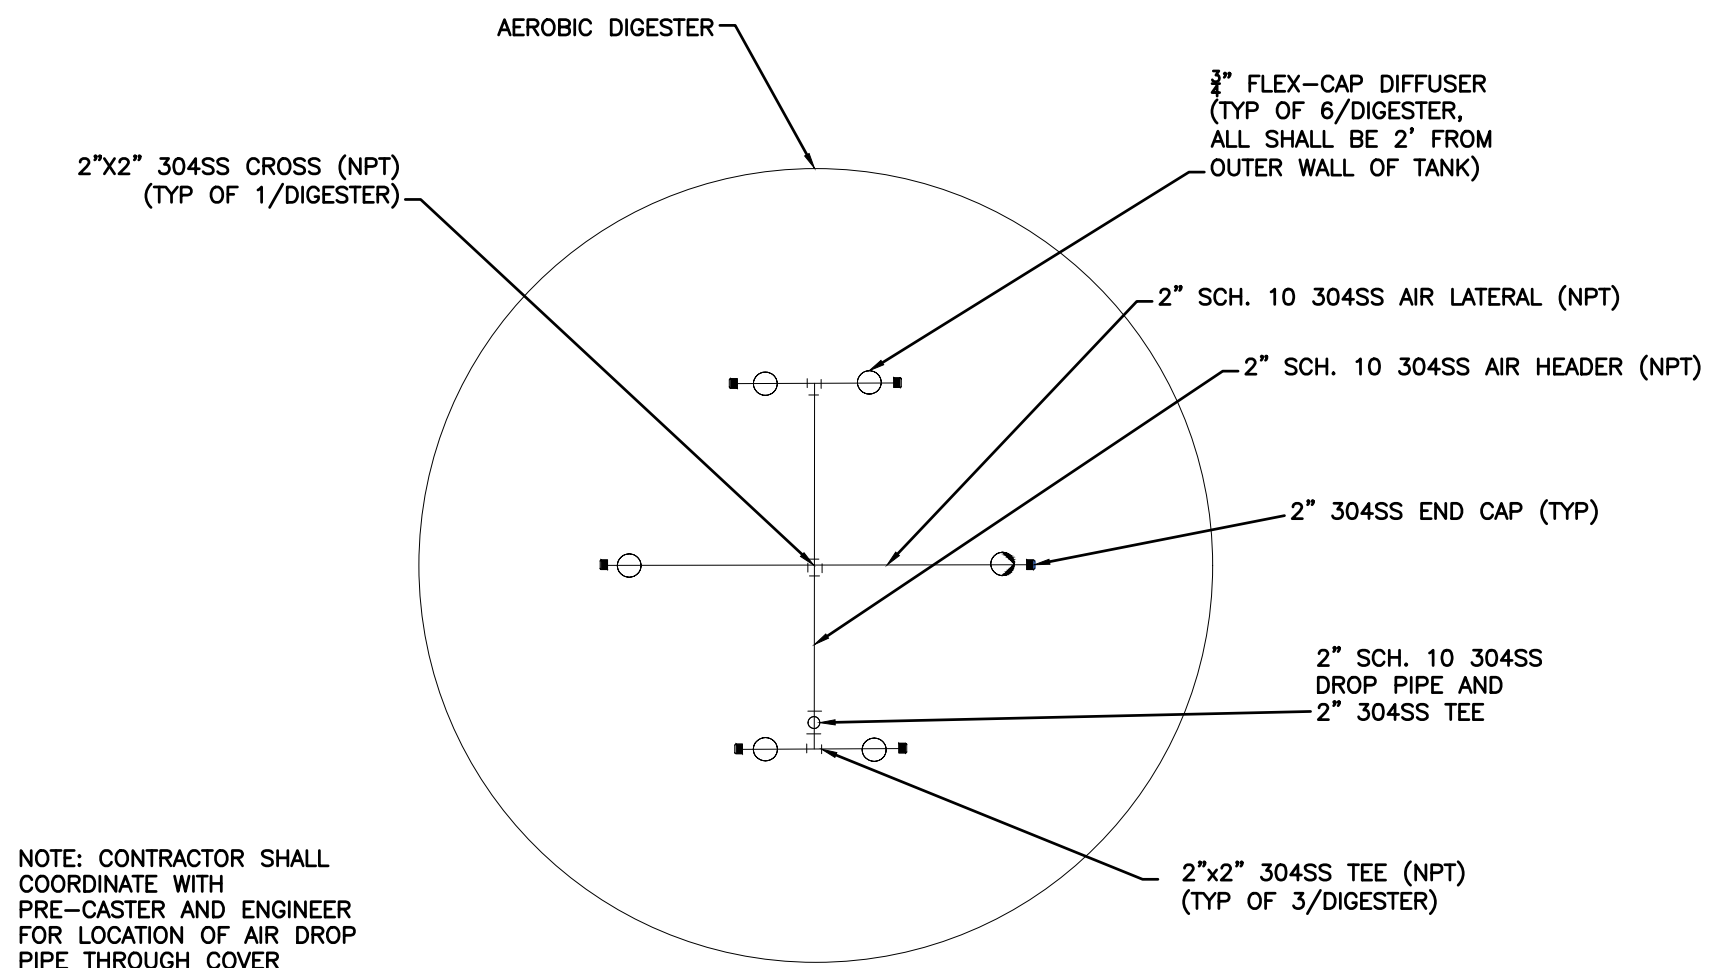 AEROBIC DIGESTER
3/4" FLEX-CAP DIFFUSER
(TYP OF 6/DIGESTER,
ALL SHALL BE 2' FROM
OUTER WALL OF TANK)
2"X2" 304SS CROSS (NPT)
(TYP OF 1/DIGESTER)
2" SCH. 10 304SS AIR LATERAL (NPT)
2" SCH. 10 304SS AIR HEADER (NPT)
2" 304SS END CAP (TYP)
2" SCH. 10 304SS
DROP PIPE AND
2" 304SS TEE
2"x2" 304SS TEE (NPT)
(TYP OF 3/DIGESTER)
NOTE: CONTRACTOR SHALL
COORDINATE WITH
PRE-CASTER AND ENGINEER
FOR LOCATION OF AIR DROP
PIPE THROUGH COVER